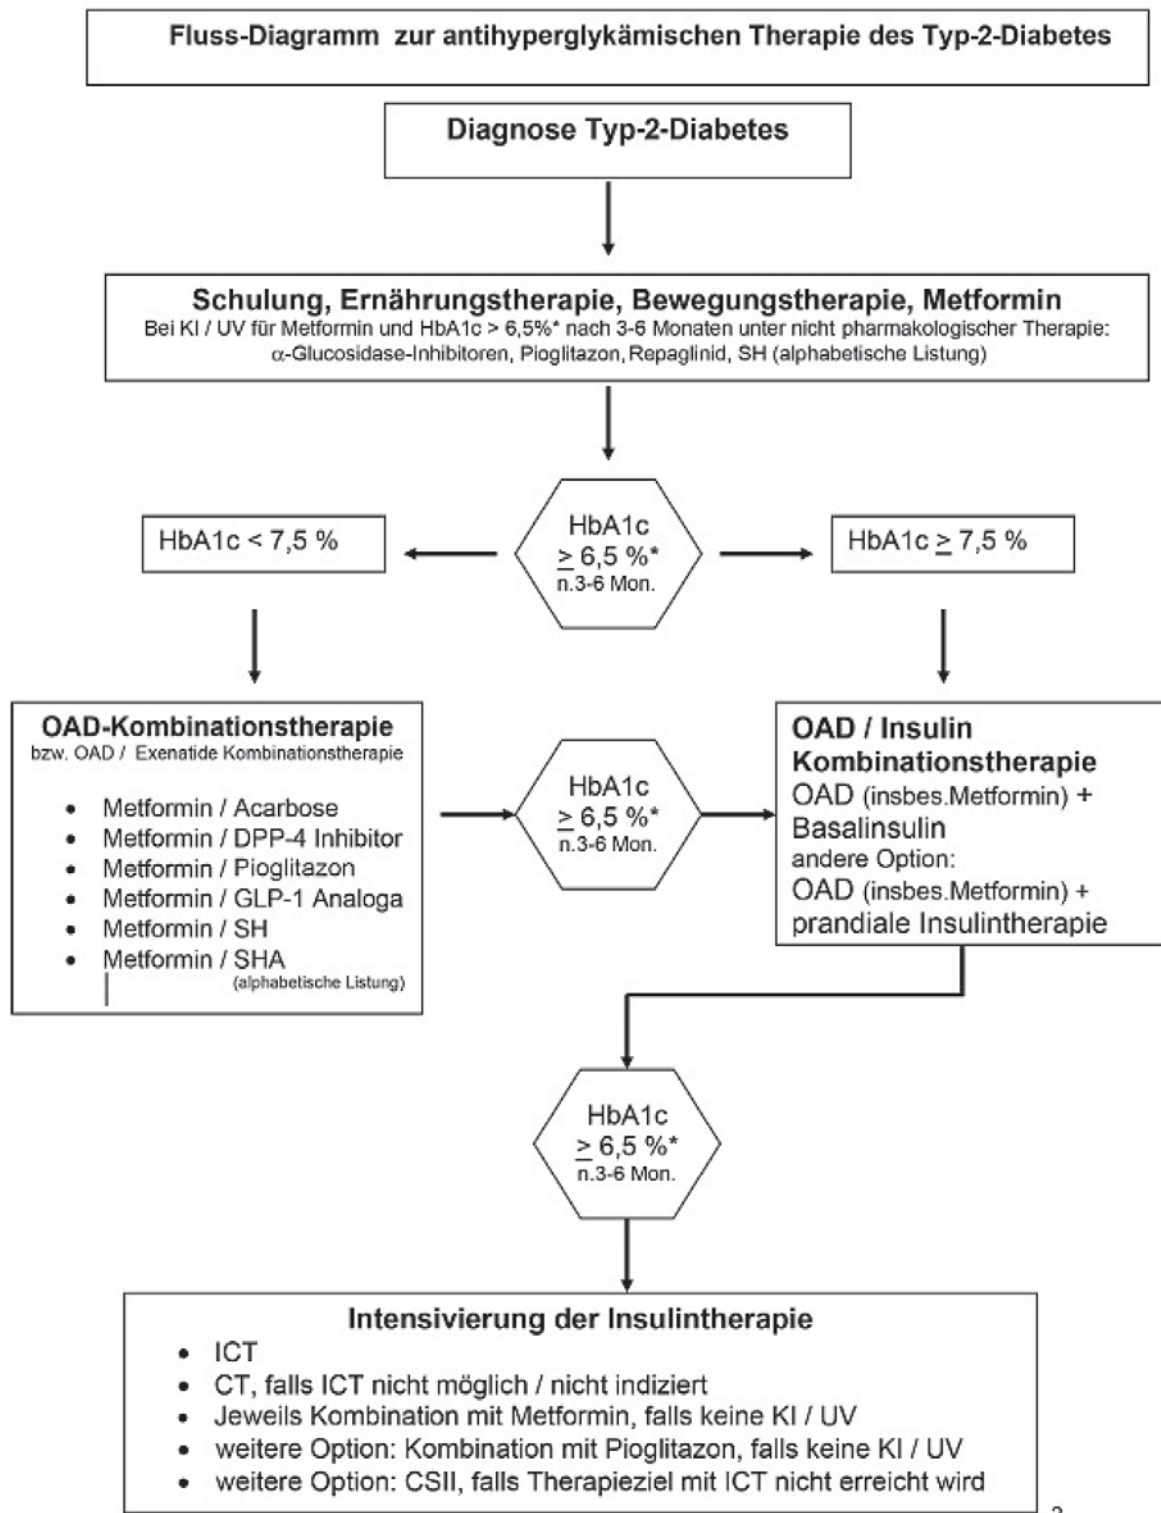 Fluss-Diagramm zur antihyperglykämischen Therapie des Typ-2-Diabetes
Diagnose Typ-2-Diabetes
Schulung, Ernährungstherapie, Bewegungstherapie, Metformin
Bei KI / UV für Metformin und HbA1c > 6,5%* nach 3-6 Monaten unter nicht pharmakologischer Therapie:
α-Glucosidase-Inhibitoren, Pioglitazon, Repaglinid, SH (alphabetische Listung)
HbA1c < 7,5 %
HbA1c
≥ 6,5 %*
n.3-6 Mon.
HbA1c ≥ 7,5 %
OAD-Kombinationstherapie
bzw. OAD / Exenatide Kombinationstherapie
• Metformin / Acarbose
• Metformin / DPP-4 Inhibitor
• Metformin / Pioglitazon
• Metformin / GLP-1 Analoga
• Metformin / SH
• Metformin / SHA
(alphabetische Listung)
HbA1c
≥ 6,5 %*
n.3-6 Mon.
OAD / Insulin
Kombinationstherapie
OAD (insbes.Metformin) +
Basalinsulin
andere Option:
OAD (insbes.Metformin) +
prandiale Insulintherapie
HbA1c
≥ 6,5 %*
n.3-6 Mon.
Intensivierung der Insulintherapie
• ICT
• CT, falls ICT nicht möglich / nicht indiziert
• Jeweils Kombination mit Metformin, falls keine KI / UV
• weitere Option: Kombination mit Pioglitazon, falls keine KI / UV
• weitere Option: CSII, falls Therapieziel mit ICT nicht erreicht wird